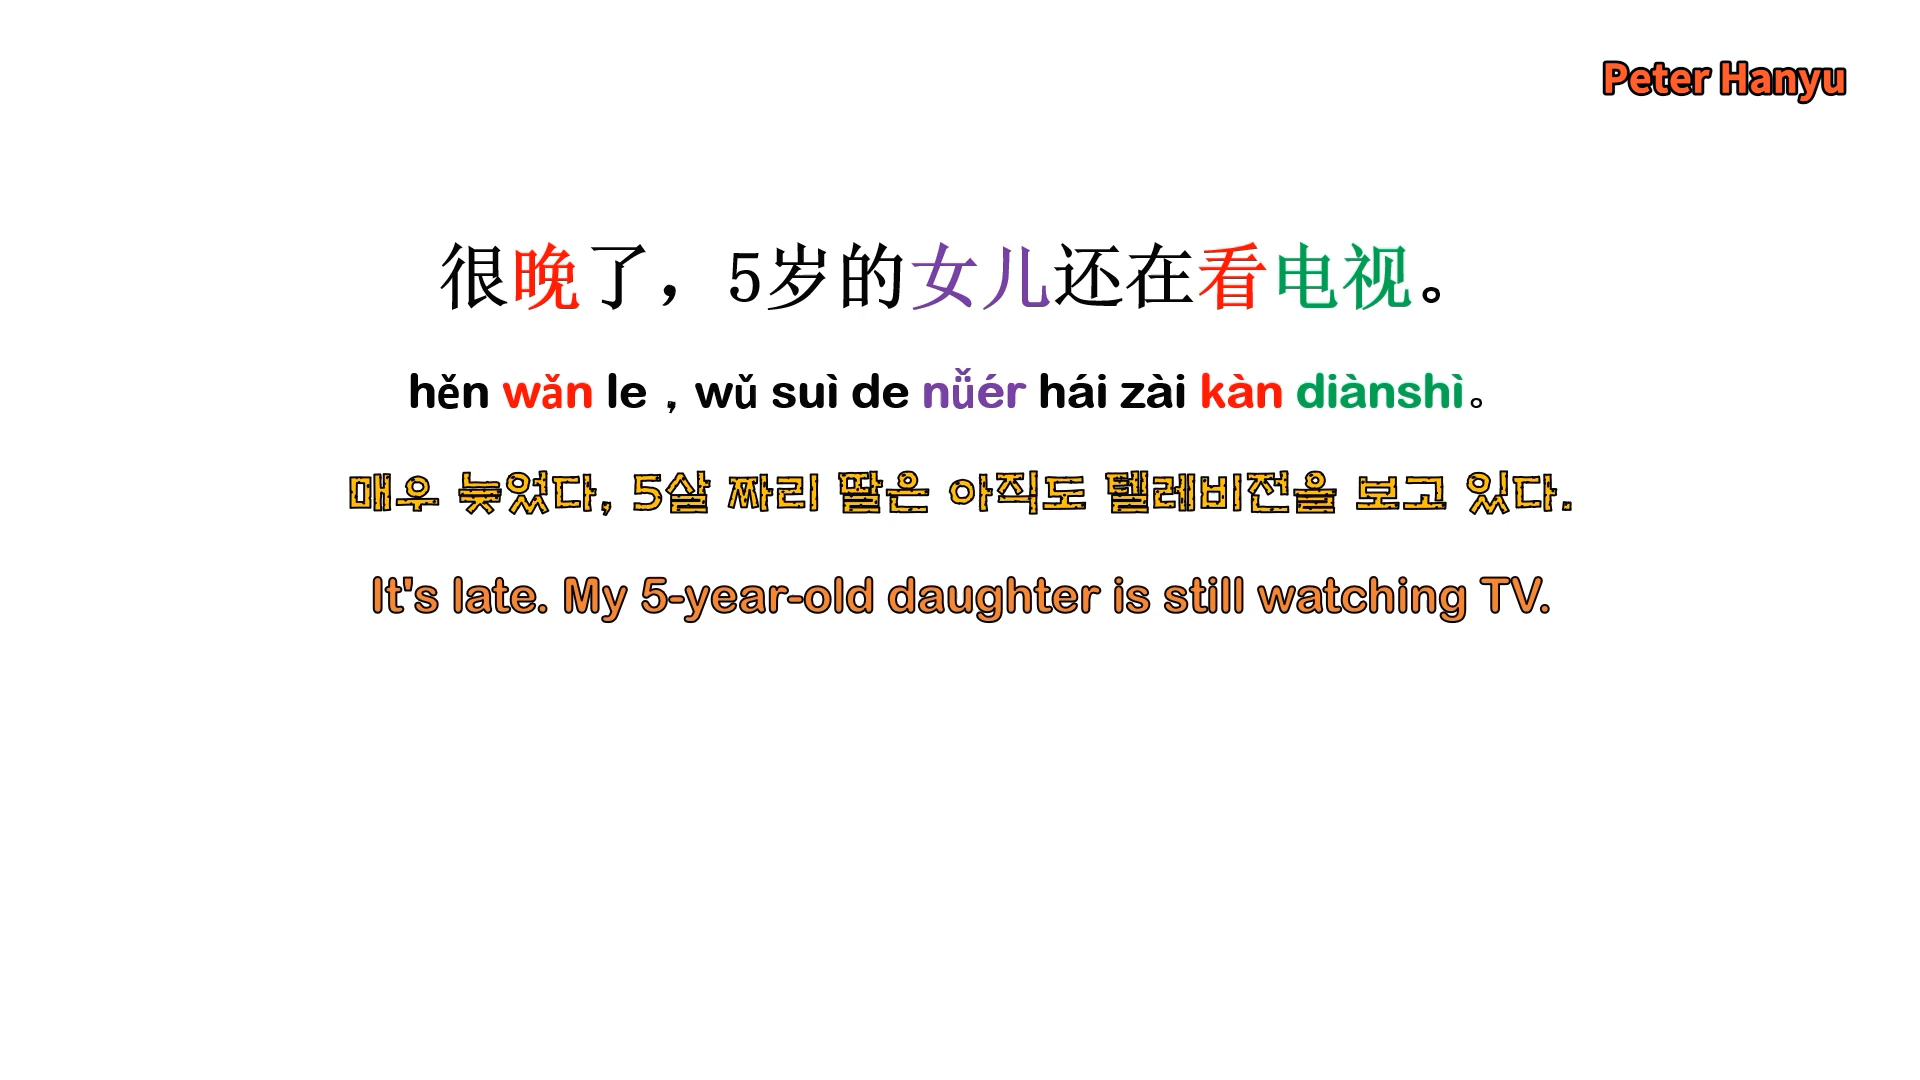 Peter Hanyu
很晚了，5岁的女儿还在看电视。
hěn wǎn le，wǔ suì de nǚér hái zài kàn diànshì。
매우 늦었다, 5살 짜리 딸은 아직도 텔레비전을 보고 있다.
It's late. My 5-year-old daughter is still watching TV.